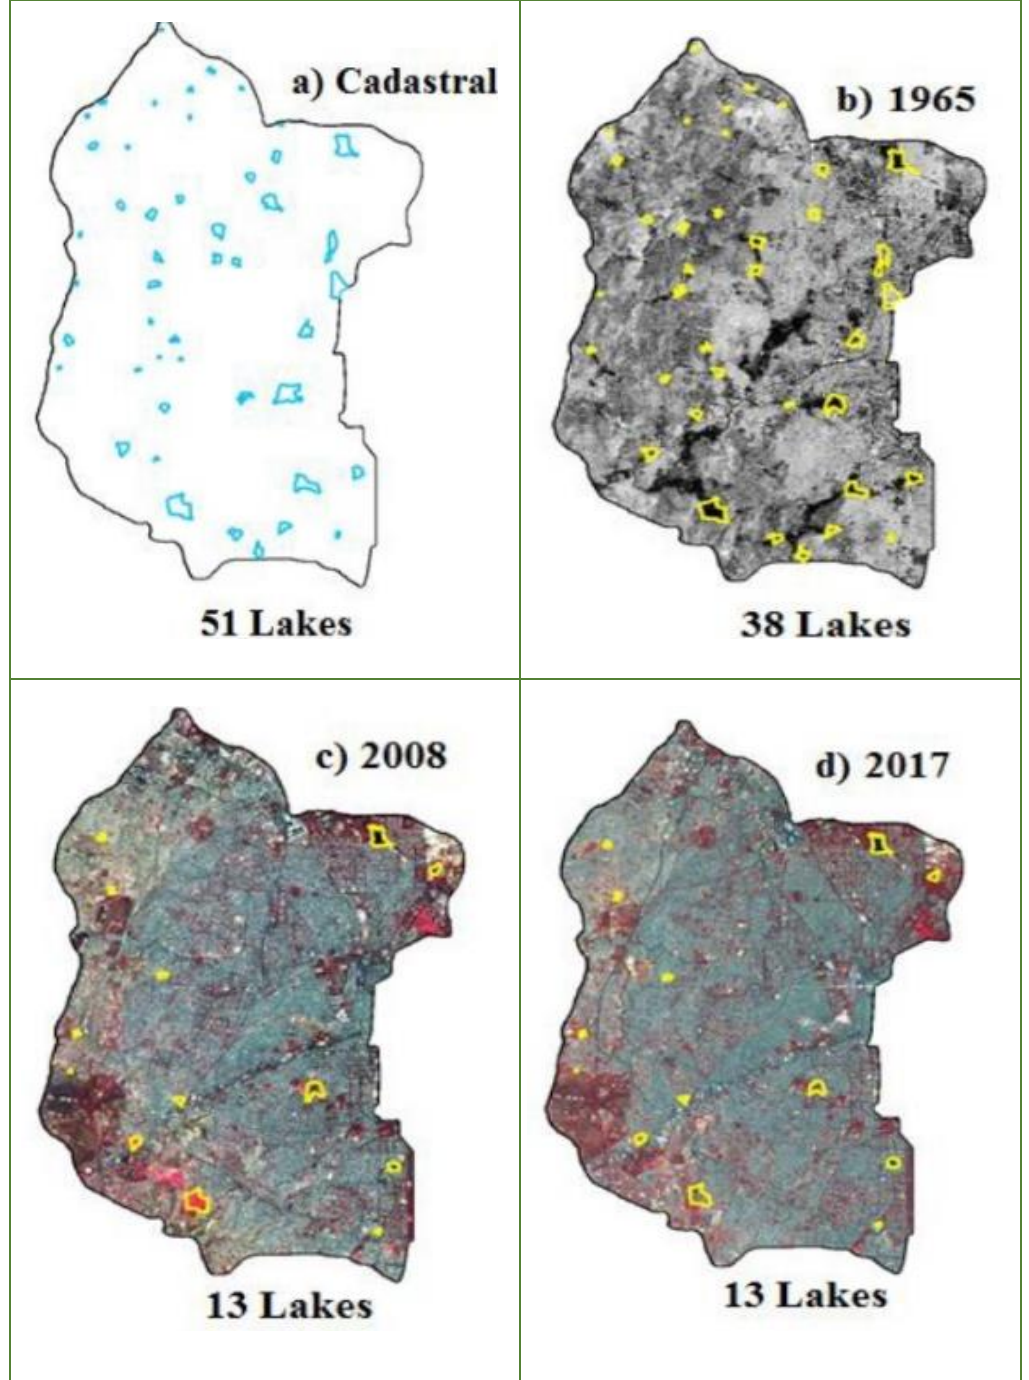 a) Cadastral
51 Lakes
b) 1965
38 Lakes
c) 2008
13 Lakes
d) 2017
13 Lakes